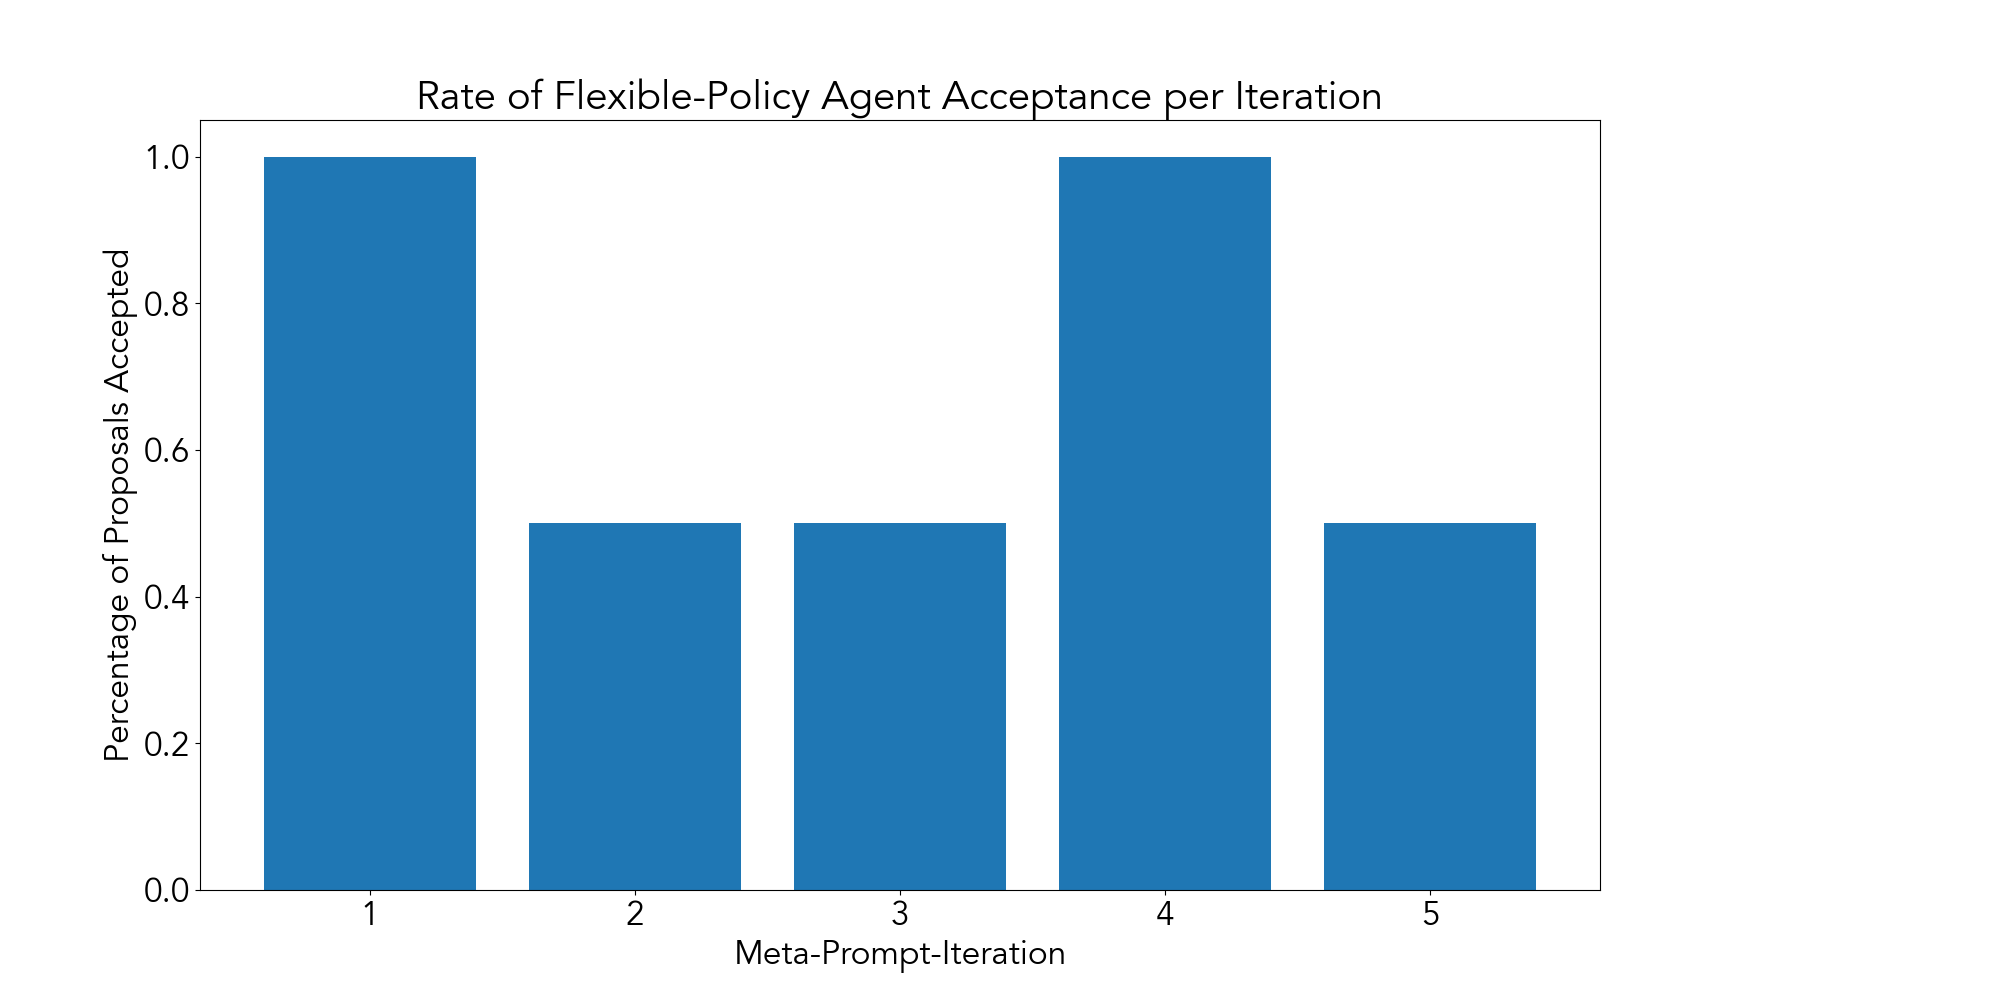 Rate of Flexible-Policy Agent Acceptance per Iteration
Percentage of Proposals Accepted
1.0
0.8
0.6
0.4
0.2
0.0
1 2 3 4 5
Meta-Prompt-Iteration